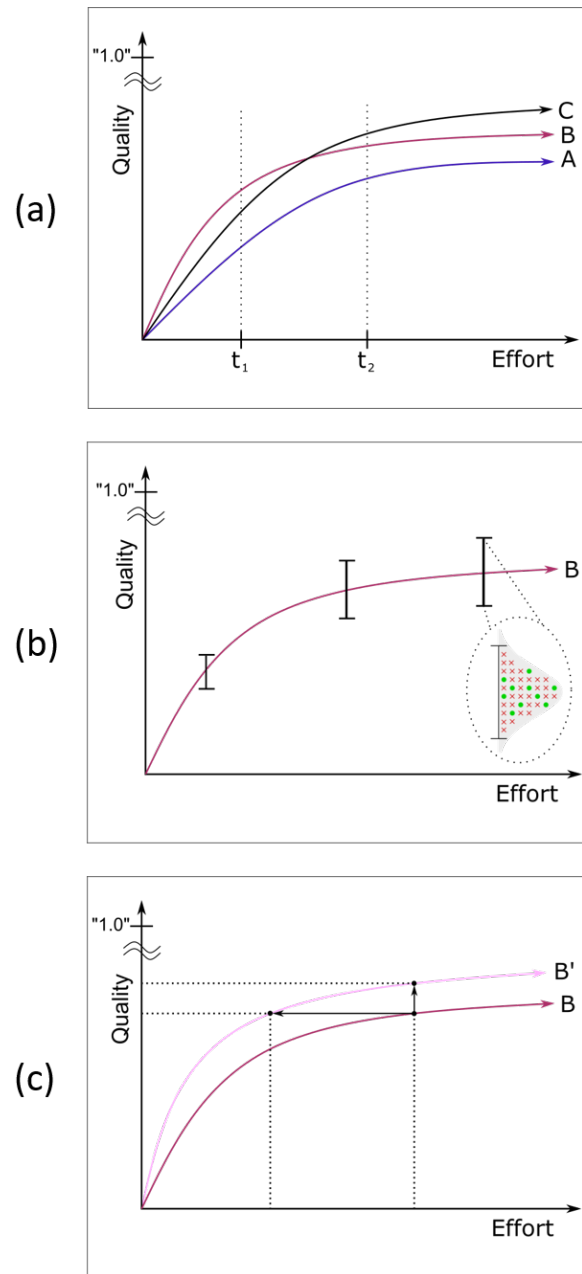 (a)
"1.0"
Quality
C
B
A
t₁
t₂
Effort
(b)
"1.0"
Quality
B
Effort
(c)
"1.0"
Quality
B'
B
Effort